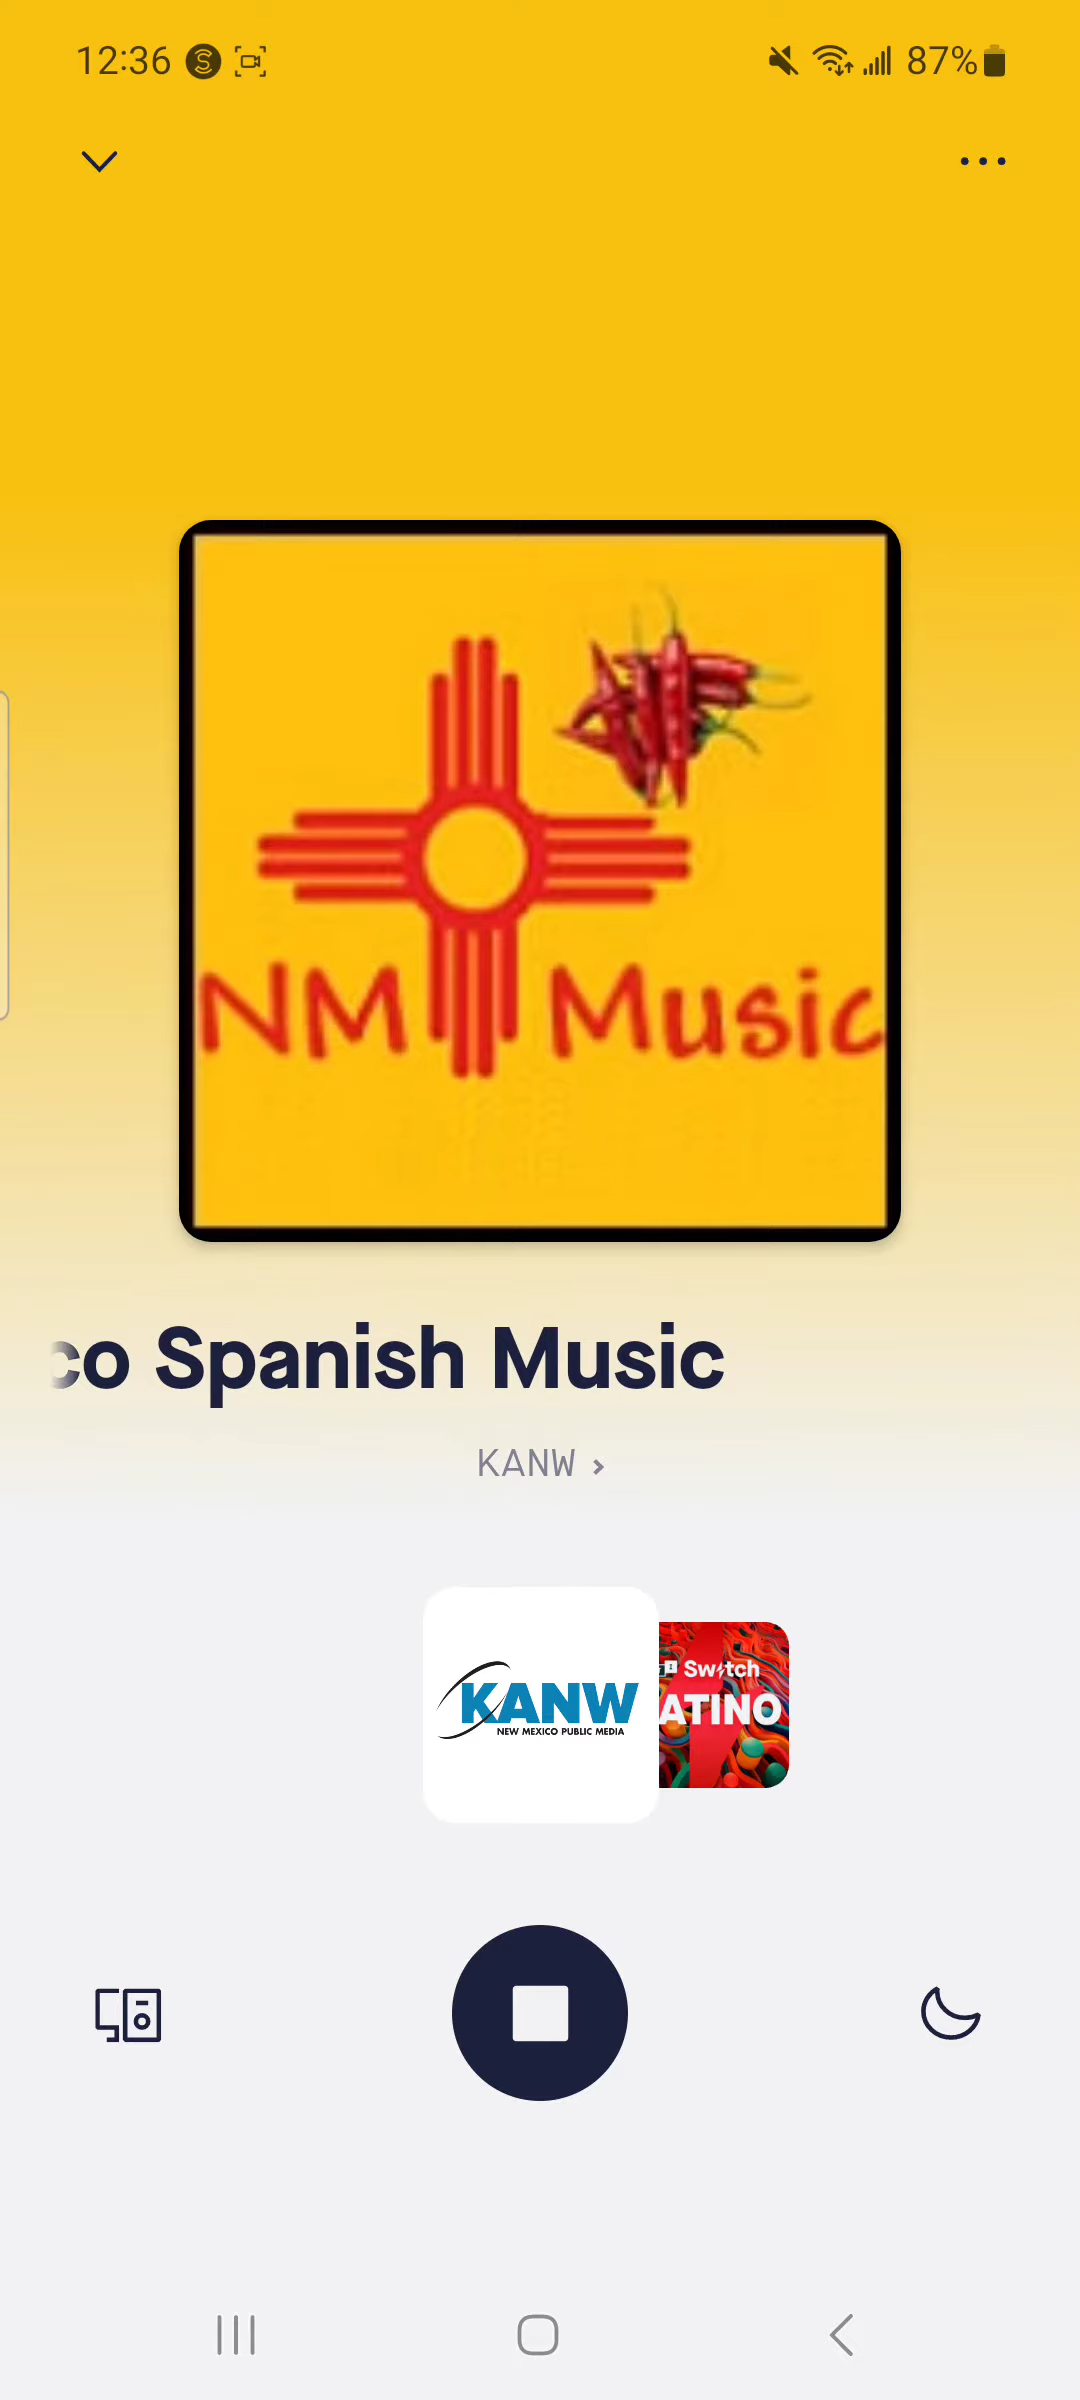 12:36
87%
NM Music
co Spanish Music
KANW
KANW
NEW MEXICO PUBLIC MEDIA
Switch
ATINO